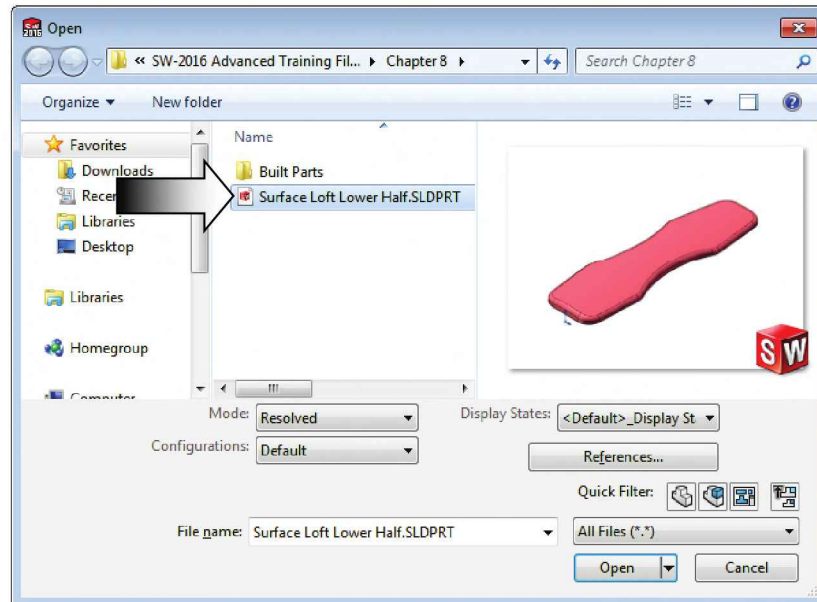 SW 2016
Open
« SW-2016 Advanced Training Fil... Chapter 8
Search Chapter 8
Organize
New folder
Name
Favorites
Downloads
Built Parts
Recen
Surface Loft Lower Half.SLDPRT
Libraries
Desktop
Libraries
Homegroup
Computer
SW
Mode: Resolved
Display States: <Default>_Display St
Configurations: Default
References...
Quick Filter:
File name: Surface Loft Lower Half.SLDPRT
All Files (*.*)
Open
Cancel